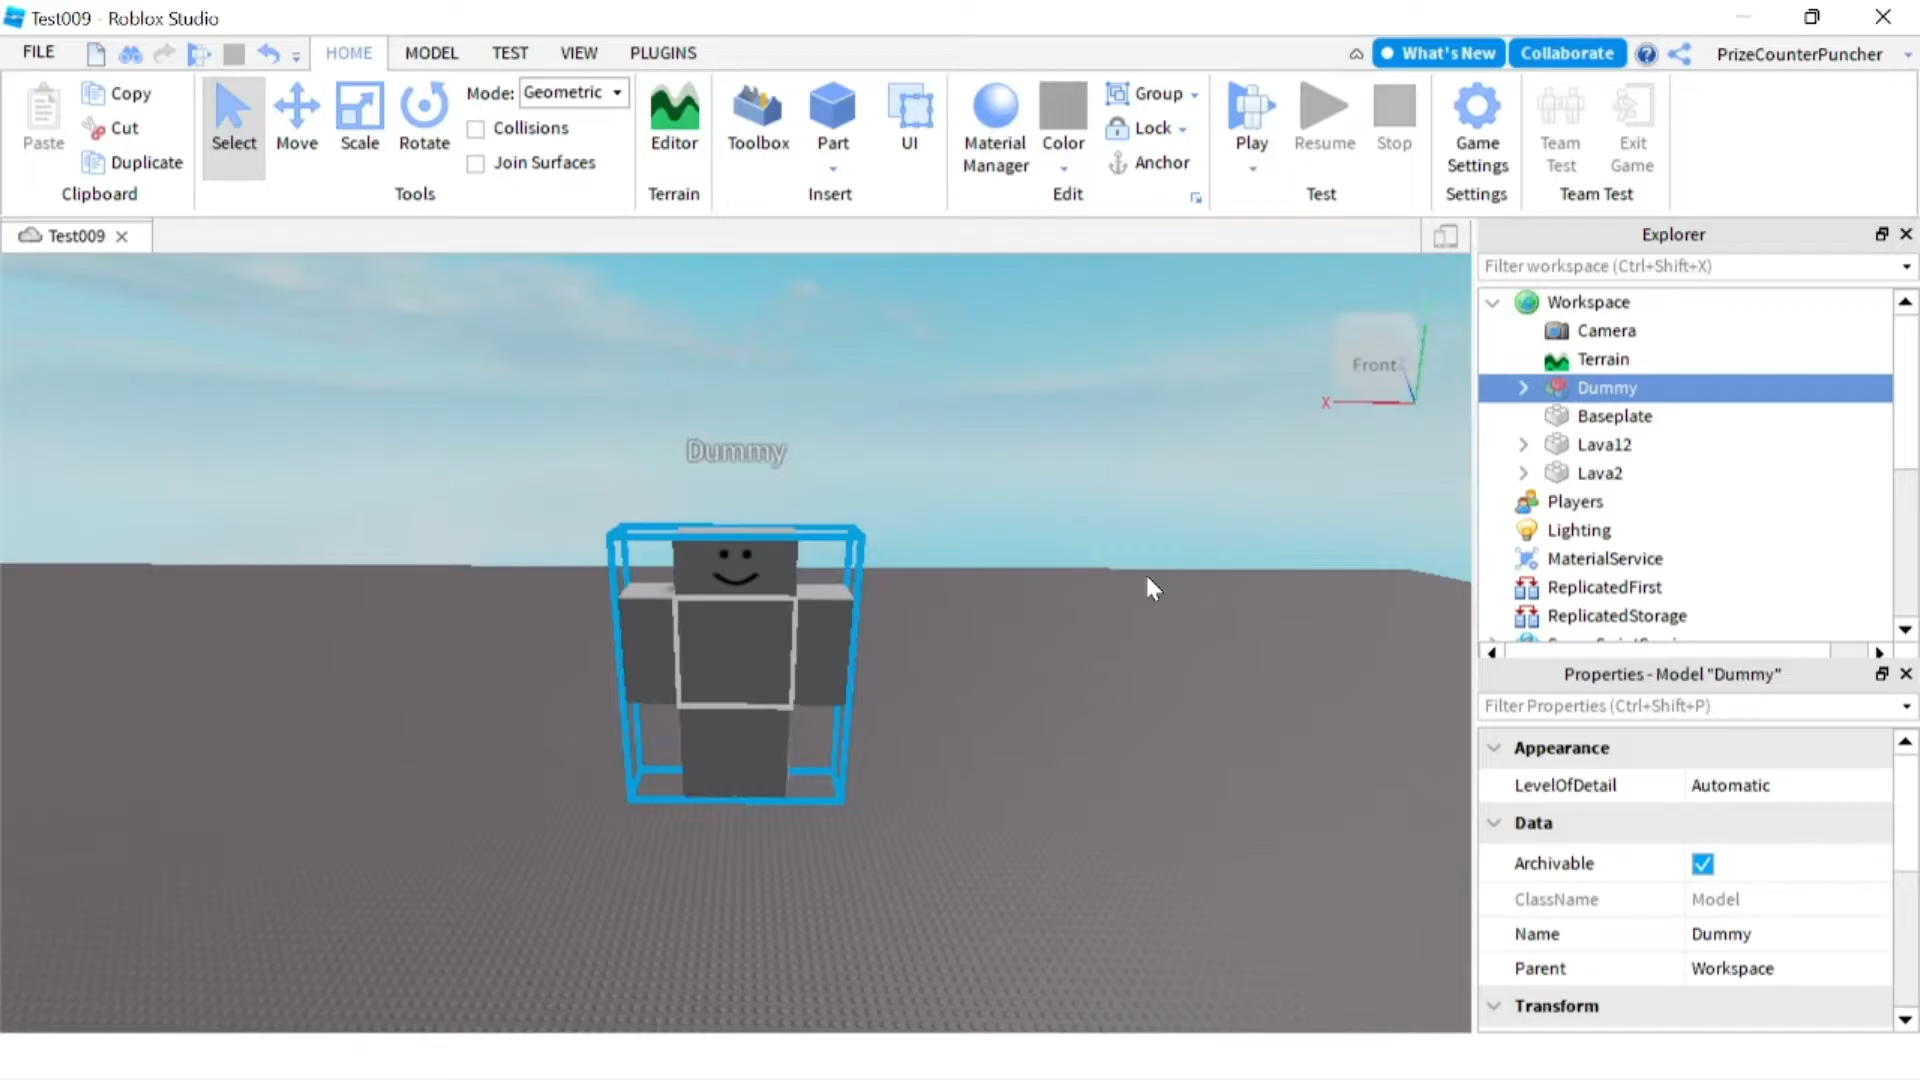 Test009 - Roblox Studio
FILE HOME MODEL TEST VIEW PLUGINS What's New Collaborate ? PrizeCounterPuncher
Paste Copy Cut Duplicate
Clipboard
Select Move Scale Rotate Mode: Geometric
Collisions
Join Surfaces
Tools
Editor
Terrain
Toolbox Part UI
Insert
Material Manager Color Group Lock Anchor
Edit
Play Resume Stop
Test
Game Settings
Settings
Team Test Exit Game
Team Test
Test009
Dummy
Front
X
Explorer
Filter workspace (Ctrl+Shift+X)
Workspace
Camera
Terrain
Dummy
Baseplate
Lava12
Lava2
Players
Lighting
MaterialService
ReplicatedFirst
ReplicatedStorage
Properties - Model "Dummy"
Filter Properties (Ctrl+Shift+P)
Appearance
LevelOfDetail Automatic
Data
Archivable
ClassName Model
Name Dummy
Parent Workspace
Transform